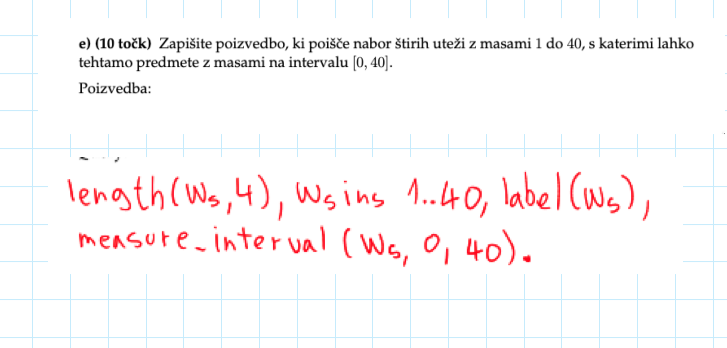 e) (10 točk) Zapišite poizvedbo, ki poišče nabor štirih uteži z masami 1 do 40, s katerimi lahko
tehtamo predmete z masami na intervalu [0, 40].
Poizvedba:
length(Ws,4), Ws ins 1..40, label(Ws),
measure_interval (Ws, 0, 40).